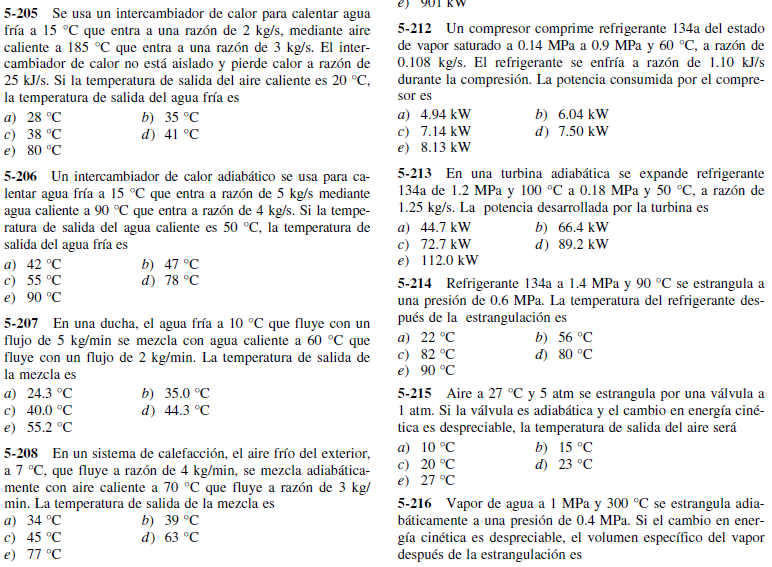 5-205 Se usa un intercambiador de calor para calentar agua
fría a 15 °C que entra a una razón de 2 kg/s, mediante aire
caliente a 185 °C que entra a una razón de 3 kg/s. El inter-
cambiador de calor no está aislado y pierde calor a razón de
25 kJ/s. Si la temperatura de salida del aire caliente es 20 °C,
la temperatura de salida del agua fría es
a) 28 °C b) 35 °C
c) 38 °C d) 41 °C
e) 80 °C
5-206 Un intercambiador de calor adiabático se usa para ca-
lentar agua fría a 15 °C que entra a razón de 5 kg/s mediante
agua caliente a 90 °C que entra a razón de 4 kg/s. Si la tempe-
ratura de salida del agua caliente es 50 °C, la temperatura de
salida del agua fría es
a) 42 °C b) 47 °C
c) 55 °C d) 78 °C
e) 90 °C
5-207 En una ducha, el agua fría a 10 °C que fluye con un
flujo de 5 kg/min se mezcla con agua caliente a 60 °C que
fluye con un flujo de 2 kg/min. La temperatura de salida de
la mezcla es
a) 24.3 °C b) 35.0 °C
c) 40.0 °C d) 44.3 °C
e) 55.2 °C
5-208 En un sistema de calefacción, el aire frío del exterior,
a 7 °C, que fluye a razón de 4 kg/min, se mezcla adiabática-
mente con aire caliente a 70 °C que fluye a razón de 3 kg/
min. La temperatura de salida de la mezcla es
a) 34 °C b) 39 °C
c) 45 °C d) 63 °C
e) 77 °C
e) 901 kW
5-212 Un compresor comprime refrigerante 134a del estado
de vapor saturado a 0.14 MPa a 0.9 MPa y 60 °C, a razón de
0.108 kg/s. El refrigerante se enfría a razón de 1.10 kJ/s
durante la compresión. La potencia consumida por el compre-
sor es
a) 4.94 kW b) 6.04 kW
c) 7.14 kW d) 7.50 kW
e) 8.13 kW
5-213 En una turbina adiabática se expande refrigerante
134a de 1.2 MPa y 100 °C a 0.18 MPa y 50 °C, a razón de
1.25 kg/s. La potencia desarrollada por la turbina es
a) 44.7 kW b) 66.4 kW
c) 72.7 kW d) 89.2 kW
e) 112.0 kW
5-214 Refrigerante 134a a 1.4 MPa y 90 °C se estrangula a
una presión de 0.6 MPa. La temperatura del refrigerante des-
pués de la estrangulación es
a) 22 °C b) 56 °C
c) 82 °C d) 80 °C
e) 90 °C
5-215 Aire a 27 °C y 5 atm se estrangula por una válvula a
1 atm. Si la válvula es adiabática y el cambio en energía ciné-
tica es despreciable, la temperatura de salida del aire será
a) 10 °C b) 15 °C
c) 20 °C d) 23 °C
e) 27 °C
5-216 Vapor de agua a 1 MPa y 300 °C se estrangula adia-
báticamente a una presión de 0.4 MPa. Si el cambio en ener-
gía cinética es despreciable, el volumen específico del vapor
después de la estrangulación es